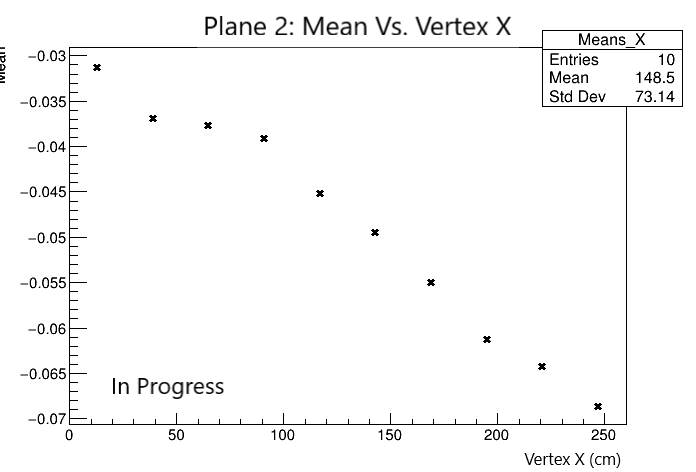 Plane 2: Mean Vs. Vertex X
Means_X
Entries 10
Mean 148.5
Std Dev 73.14
Mean
−0.03
−0.035
−0.04
−0.045
−0.05
−0.055
−0.06
−0.065
−0.07
In Progress
0 50 100 150 200 250
Vertex X (cm)